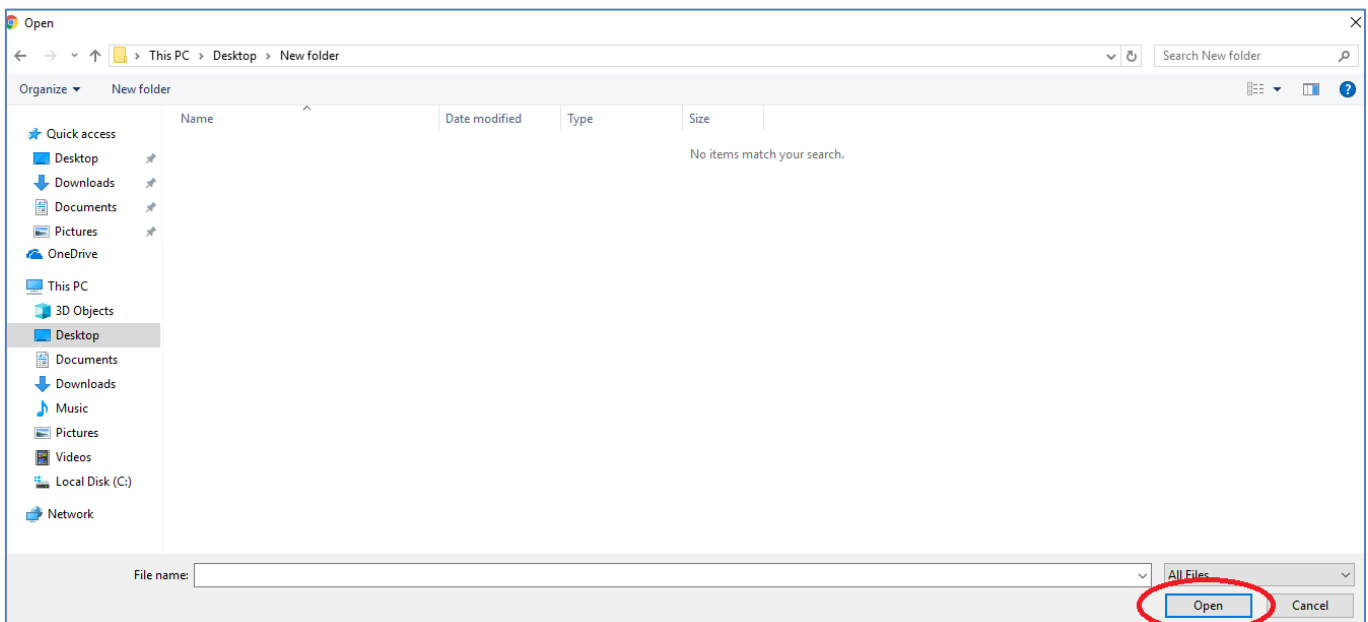 Open
This PC > Desktop > New folder
Search New folder
Organize
New folder
Name
Date modified
Type
Size
No items match your search.
Quick access
Desktop
Downloads
Documents
Pictures
OneDrive
This PC
3D Objects
Desktop
Documents
Downloads
Music
Pictures
Videos
Local Disk (C:)
Network
File name:
All Files
Open
Cancel